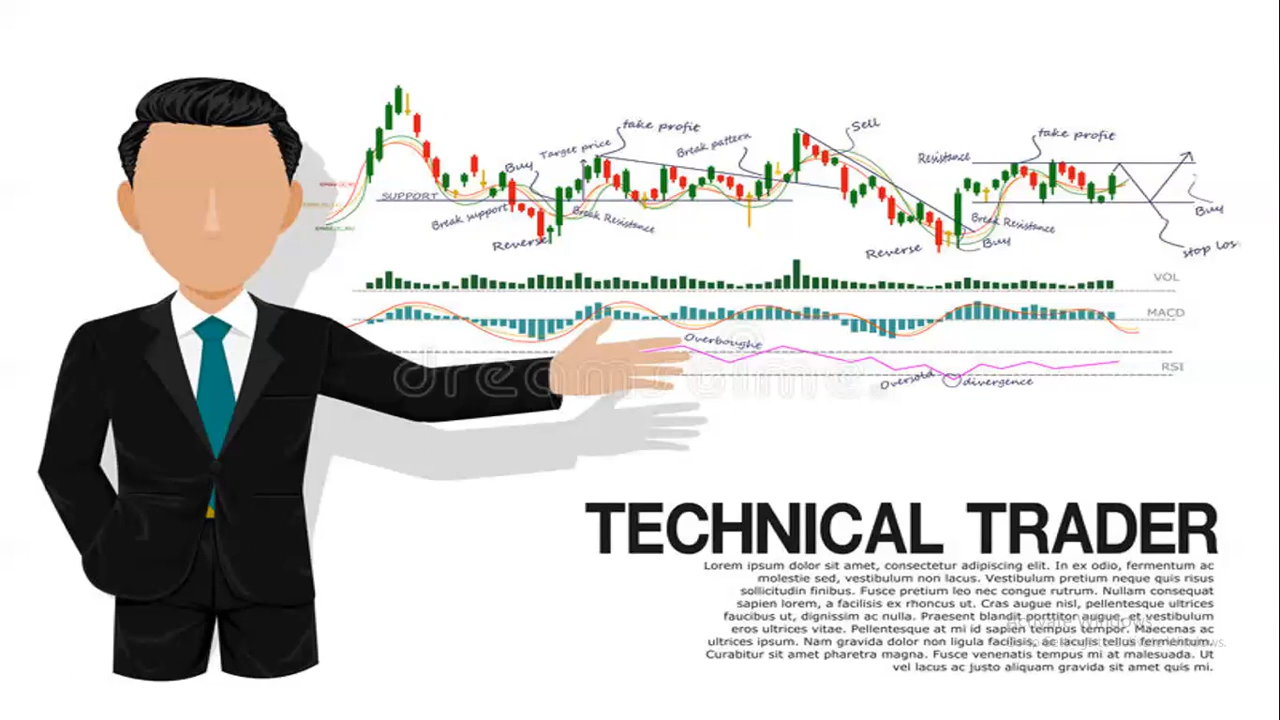 take profit
Sell
take profit
Target price
Break pattern
Resistance
Buy
SUPPORT
Break support
Break Resistance
Break Resistance
Buy
Reverse
Reverse
Buy
stop los
VOL
MACD
Overbought
RSI
Oversold
divergence
dreamstime
TECHNICAL TRADER
Lorem ipsum dolor sit amet, consectetur adipiscing elit. In ex odio, fermentum ac
molestie sed, vestibulum non lacus. Vestibulum pretium neque quis risus
sollicitudin finibus. Fusce pretium leo nec congue rutrum. Nullam consequat
sapien lorem, a facilisis ex rhoncus ut. Cras augue nisl, pellentesque ultrices
faucibus ut, dignissim ac nulla. Praesent blandit porttitor augue, et vestibulum
eros ultrices vitae. Pellentesque at mi id sapien tempus tempor. Maecenas ac
ultrices ipsum. Nam gravida dolor non ligula facilisis, ac iaculis tellus fermentum.
Curabitur sit amet pharetra magna. Fusce venenatis tempus mi at malesuada. Ut
vel lacus ac justo aliquam gravida sit amet quis mi.
Activate Windows